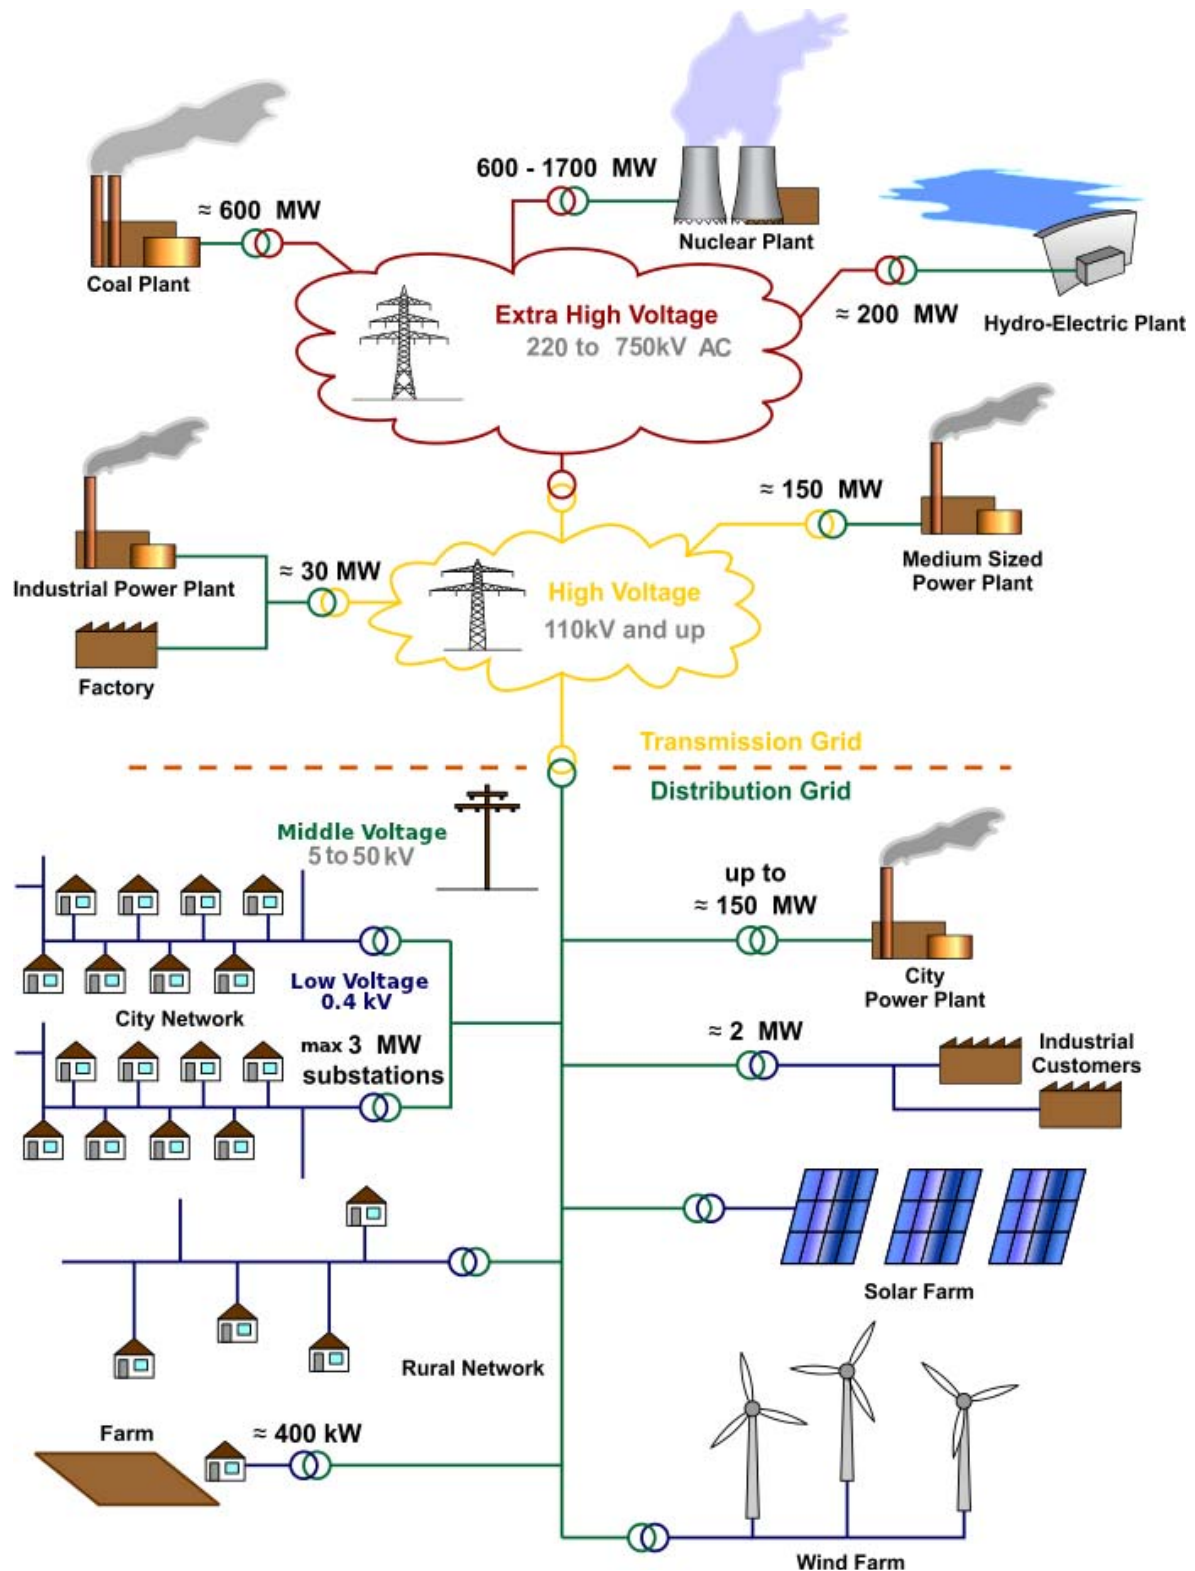 600 - 1700  MW
≈ 600  MW
Nuclear Plant
Coal Plant
Extra High Voltage
220 to 750kV AC
≈ 200  MW
Hydro-Electric Plant
≈ 150  MW
Medium Sized
Power Plant
Industrial Power Plant
≈ 30 MW
High Voltage
110kV and up
Factory
Transmission Grid
Distribution Grid
Middle Voltage
5 to 50 kV
up to
≈ 150  MW
City
Power Plant
Low Voltage
0.4 kV
City Network
max 3  MW
substations
≈ 2  MW
Industrial
Customers
Solar Farm
Rural Network
Farm
≈ 400 kW
Wind Farm